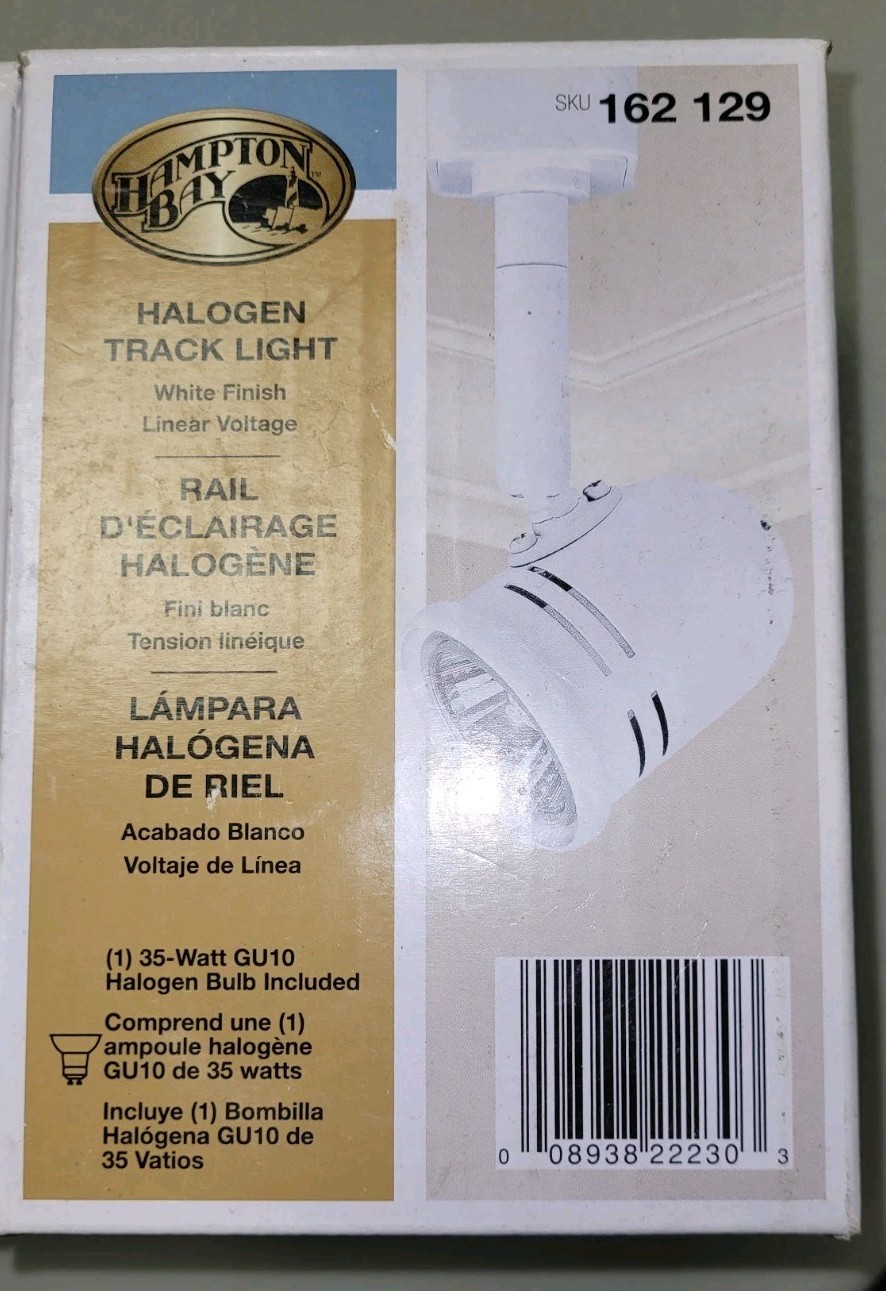 SKU 162 129
HAMPTON
BAY
TM
HALOGEN
TRACK LIGHT
White Finish
Linear Voltage
RAIL
D'ÉCLAIRAGE
HALOGÈNE
Fini blanc
Tension linéique
LÁMPARA
HALÓGENA
DE RIEL
Acabado Blanco
Voltaje de Línea
(1) 35-Watt GU10
Halogen Bulb Included
Comprend une (1)
ampoule halogène
GU10 de 35 watts
Incluye (1) Bombilla
Halógena GU10 de
35 Vatios
0 08938 22230 3